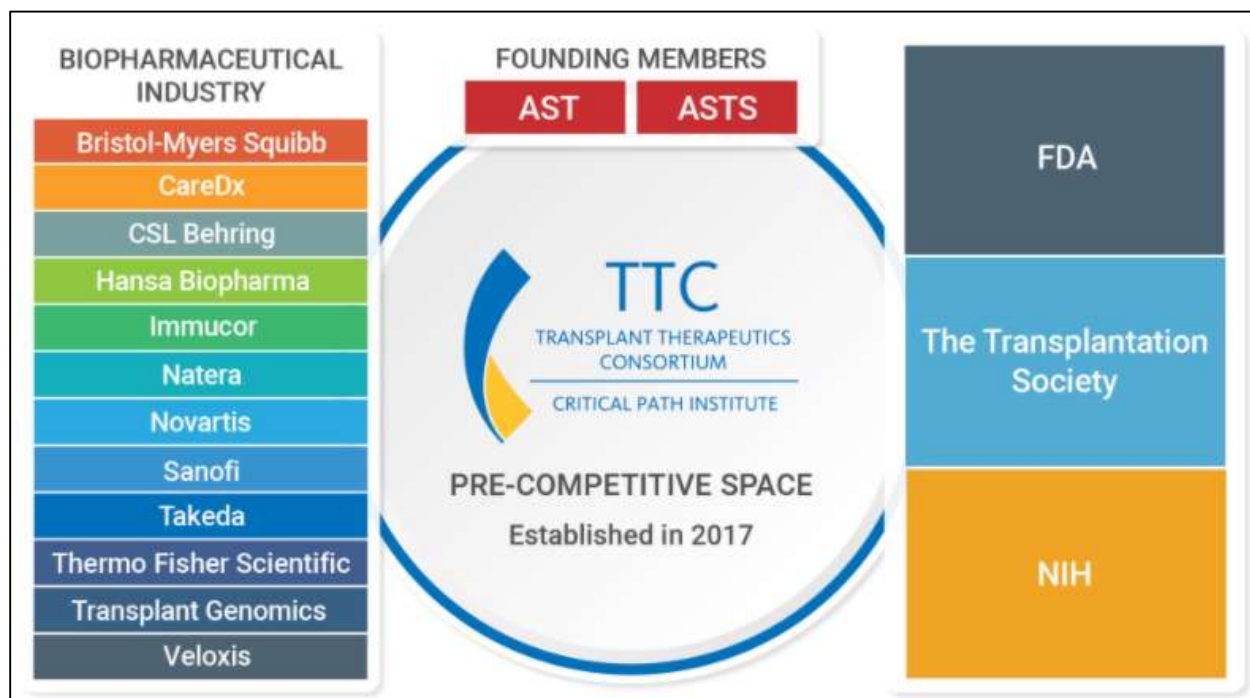 BIOPHARMACEUTICAL
INDUSTRY
Bristol-Myers Squibb
CareDx
CSL Behring
Hansa Biopharma
Immucor
Natera
Novartis
Sanofi
Takeda
Thermo Fisher Scientific
Transplant Genomics
Veloxis
FOUNDING MEMBERS
AST
ASTS
TTC
TRANSPLANT THERAPEUTICS
CONSORTIUM
CRITICAL PATH INSTITUTE
PRE-COMPETITIVE SPACE
Established in 2017
FDA
The Transplantation
Society
NIH